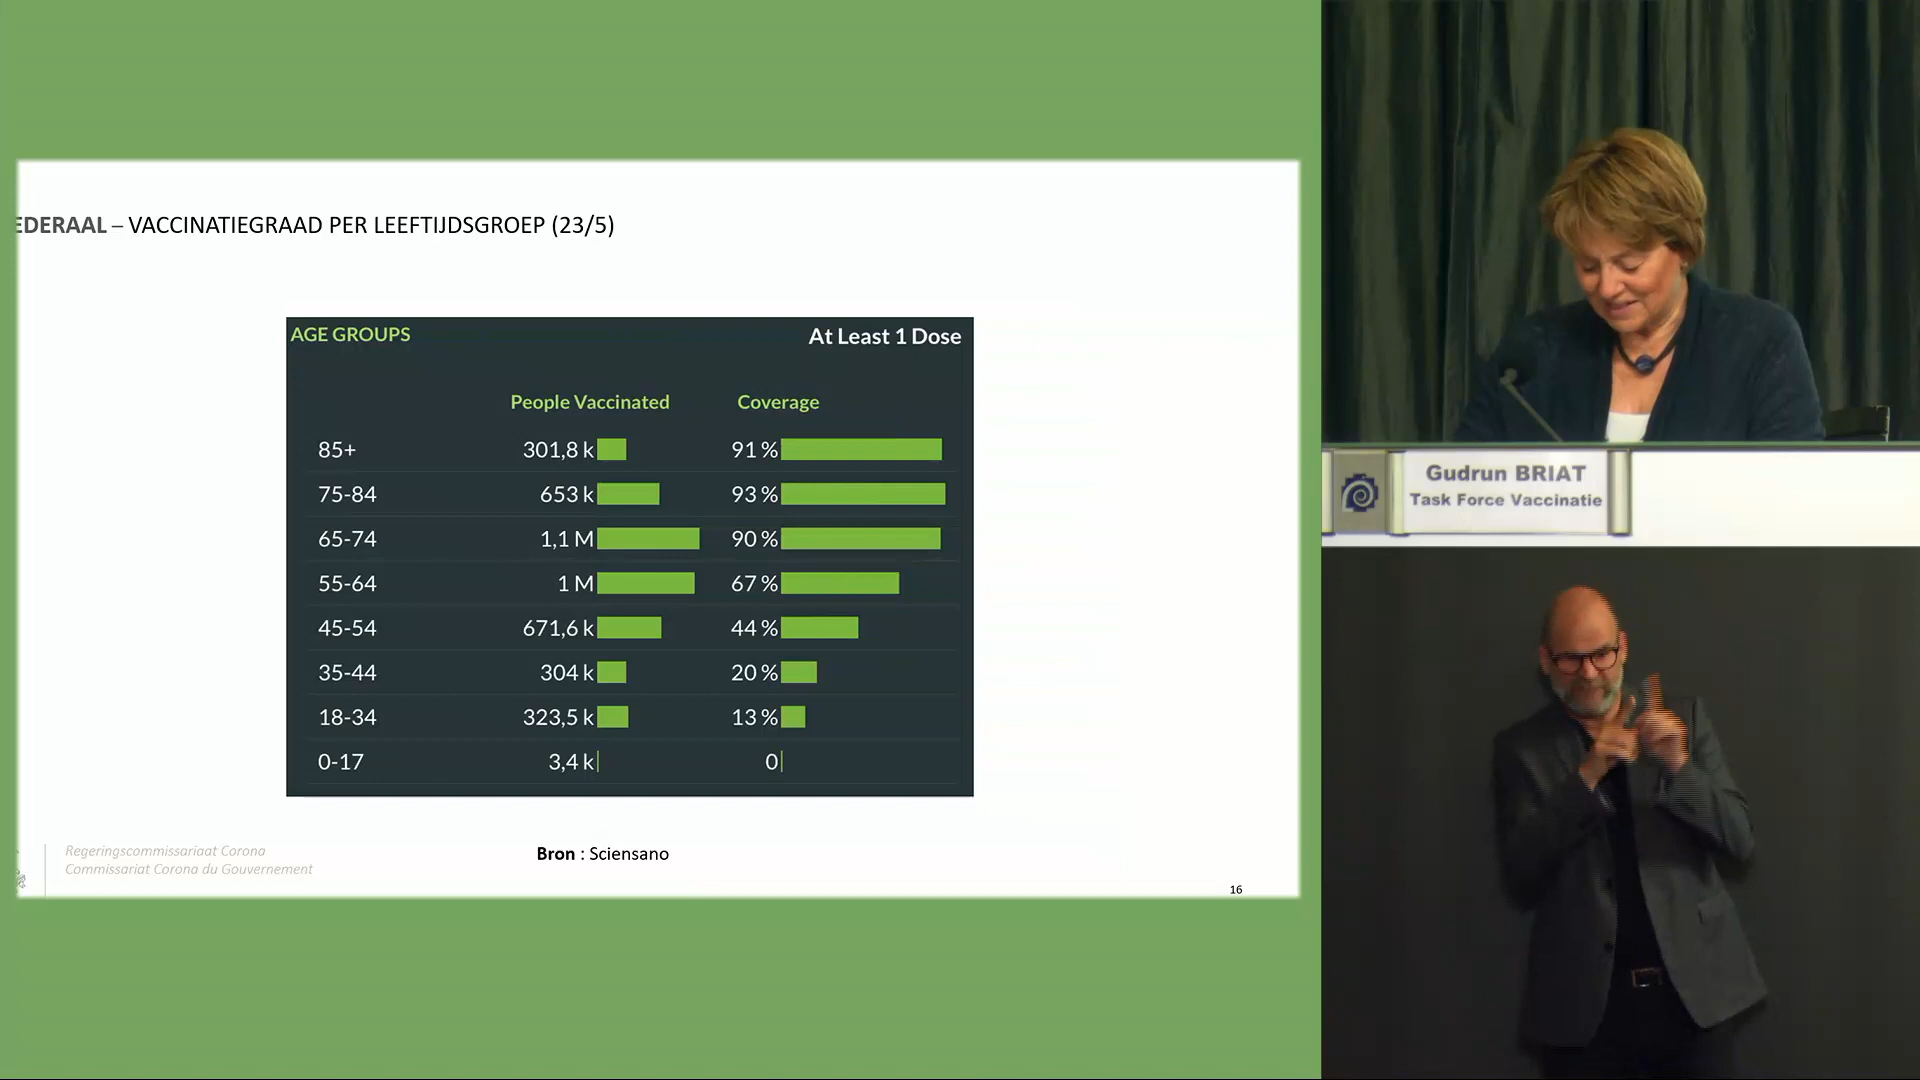 EDERAAL – VACCINATIEGRAAD PER LEEFTIJDSGROEP (23/5)
AGE GROUPS At Least 1 Dose
People Vaccinated Coverage
85+ 301,8 k 91 %
75-84 653 k 93 %
65-74 1,1 M 90 %
55-64 1 M 67 %
45-54 671,6 k 44 %
35-44 304 k 20 %
18-34 323,5 k 13 %
0-17 3,4 k 0
Regeringscommissariaat Corona
Commissariat Corona du Gouvernement
Bron : Sciensano
16
Gudrun BRIAT
Task Force Vaccinatie